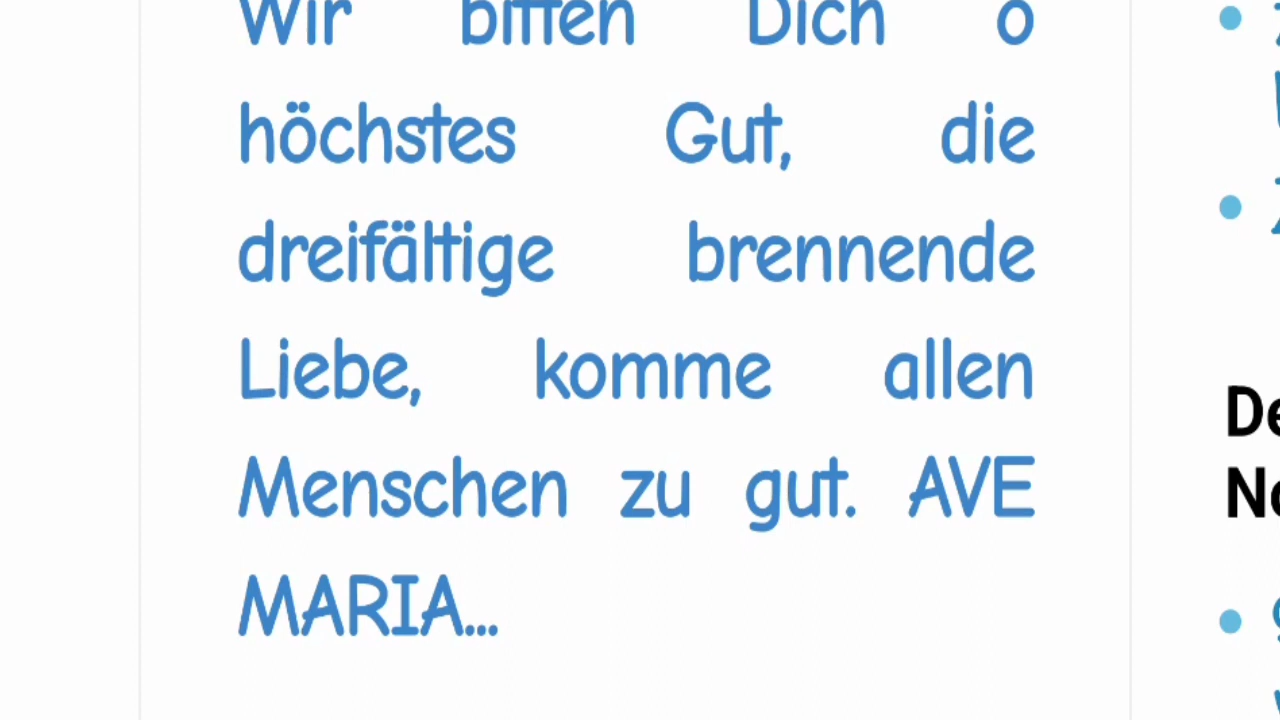 Wir bitten Dich o
höchstes Gut, die
dreifältige brennende
Liebe, komme allen
Menschen zu gut. AVE
MARIA...